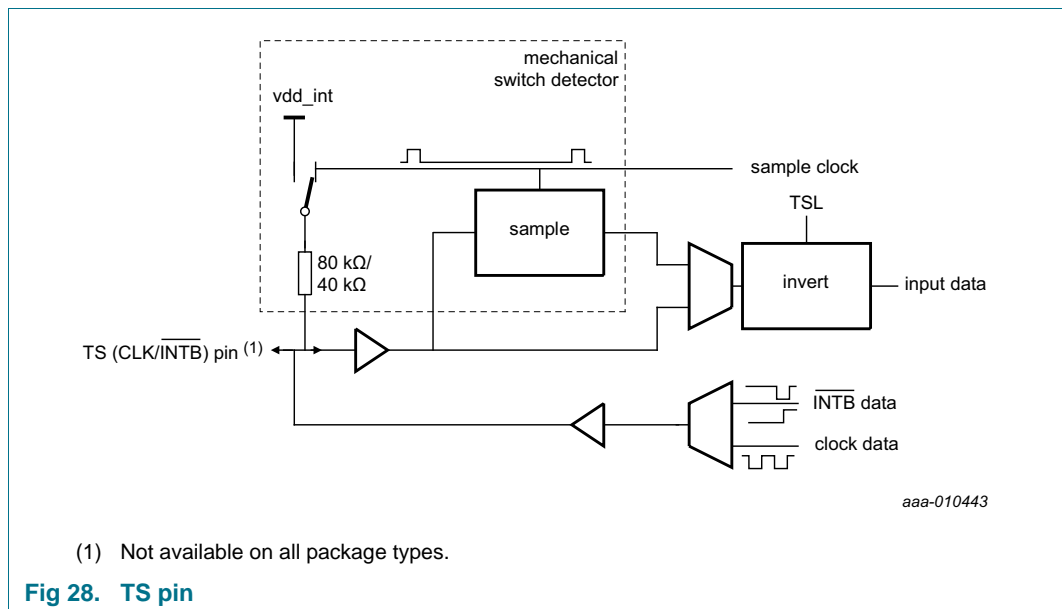 mechanical
switch detector
vdd_int
sample clock
TSL
sample
80 kΩ/
40 kΩ
invert
input data
TS (CLK/INTB) pin (1)
INTB data
clock data
aaa-010443
(1) Not available on all package types.
Fig 28. TS pin